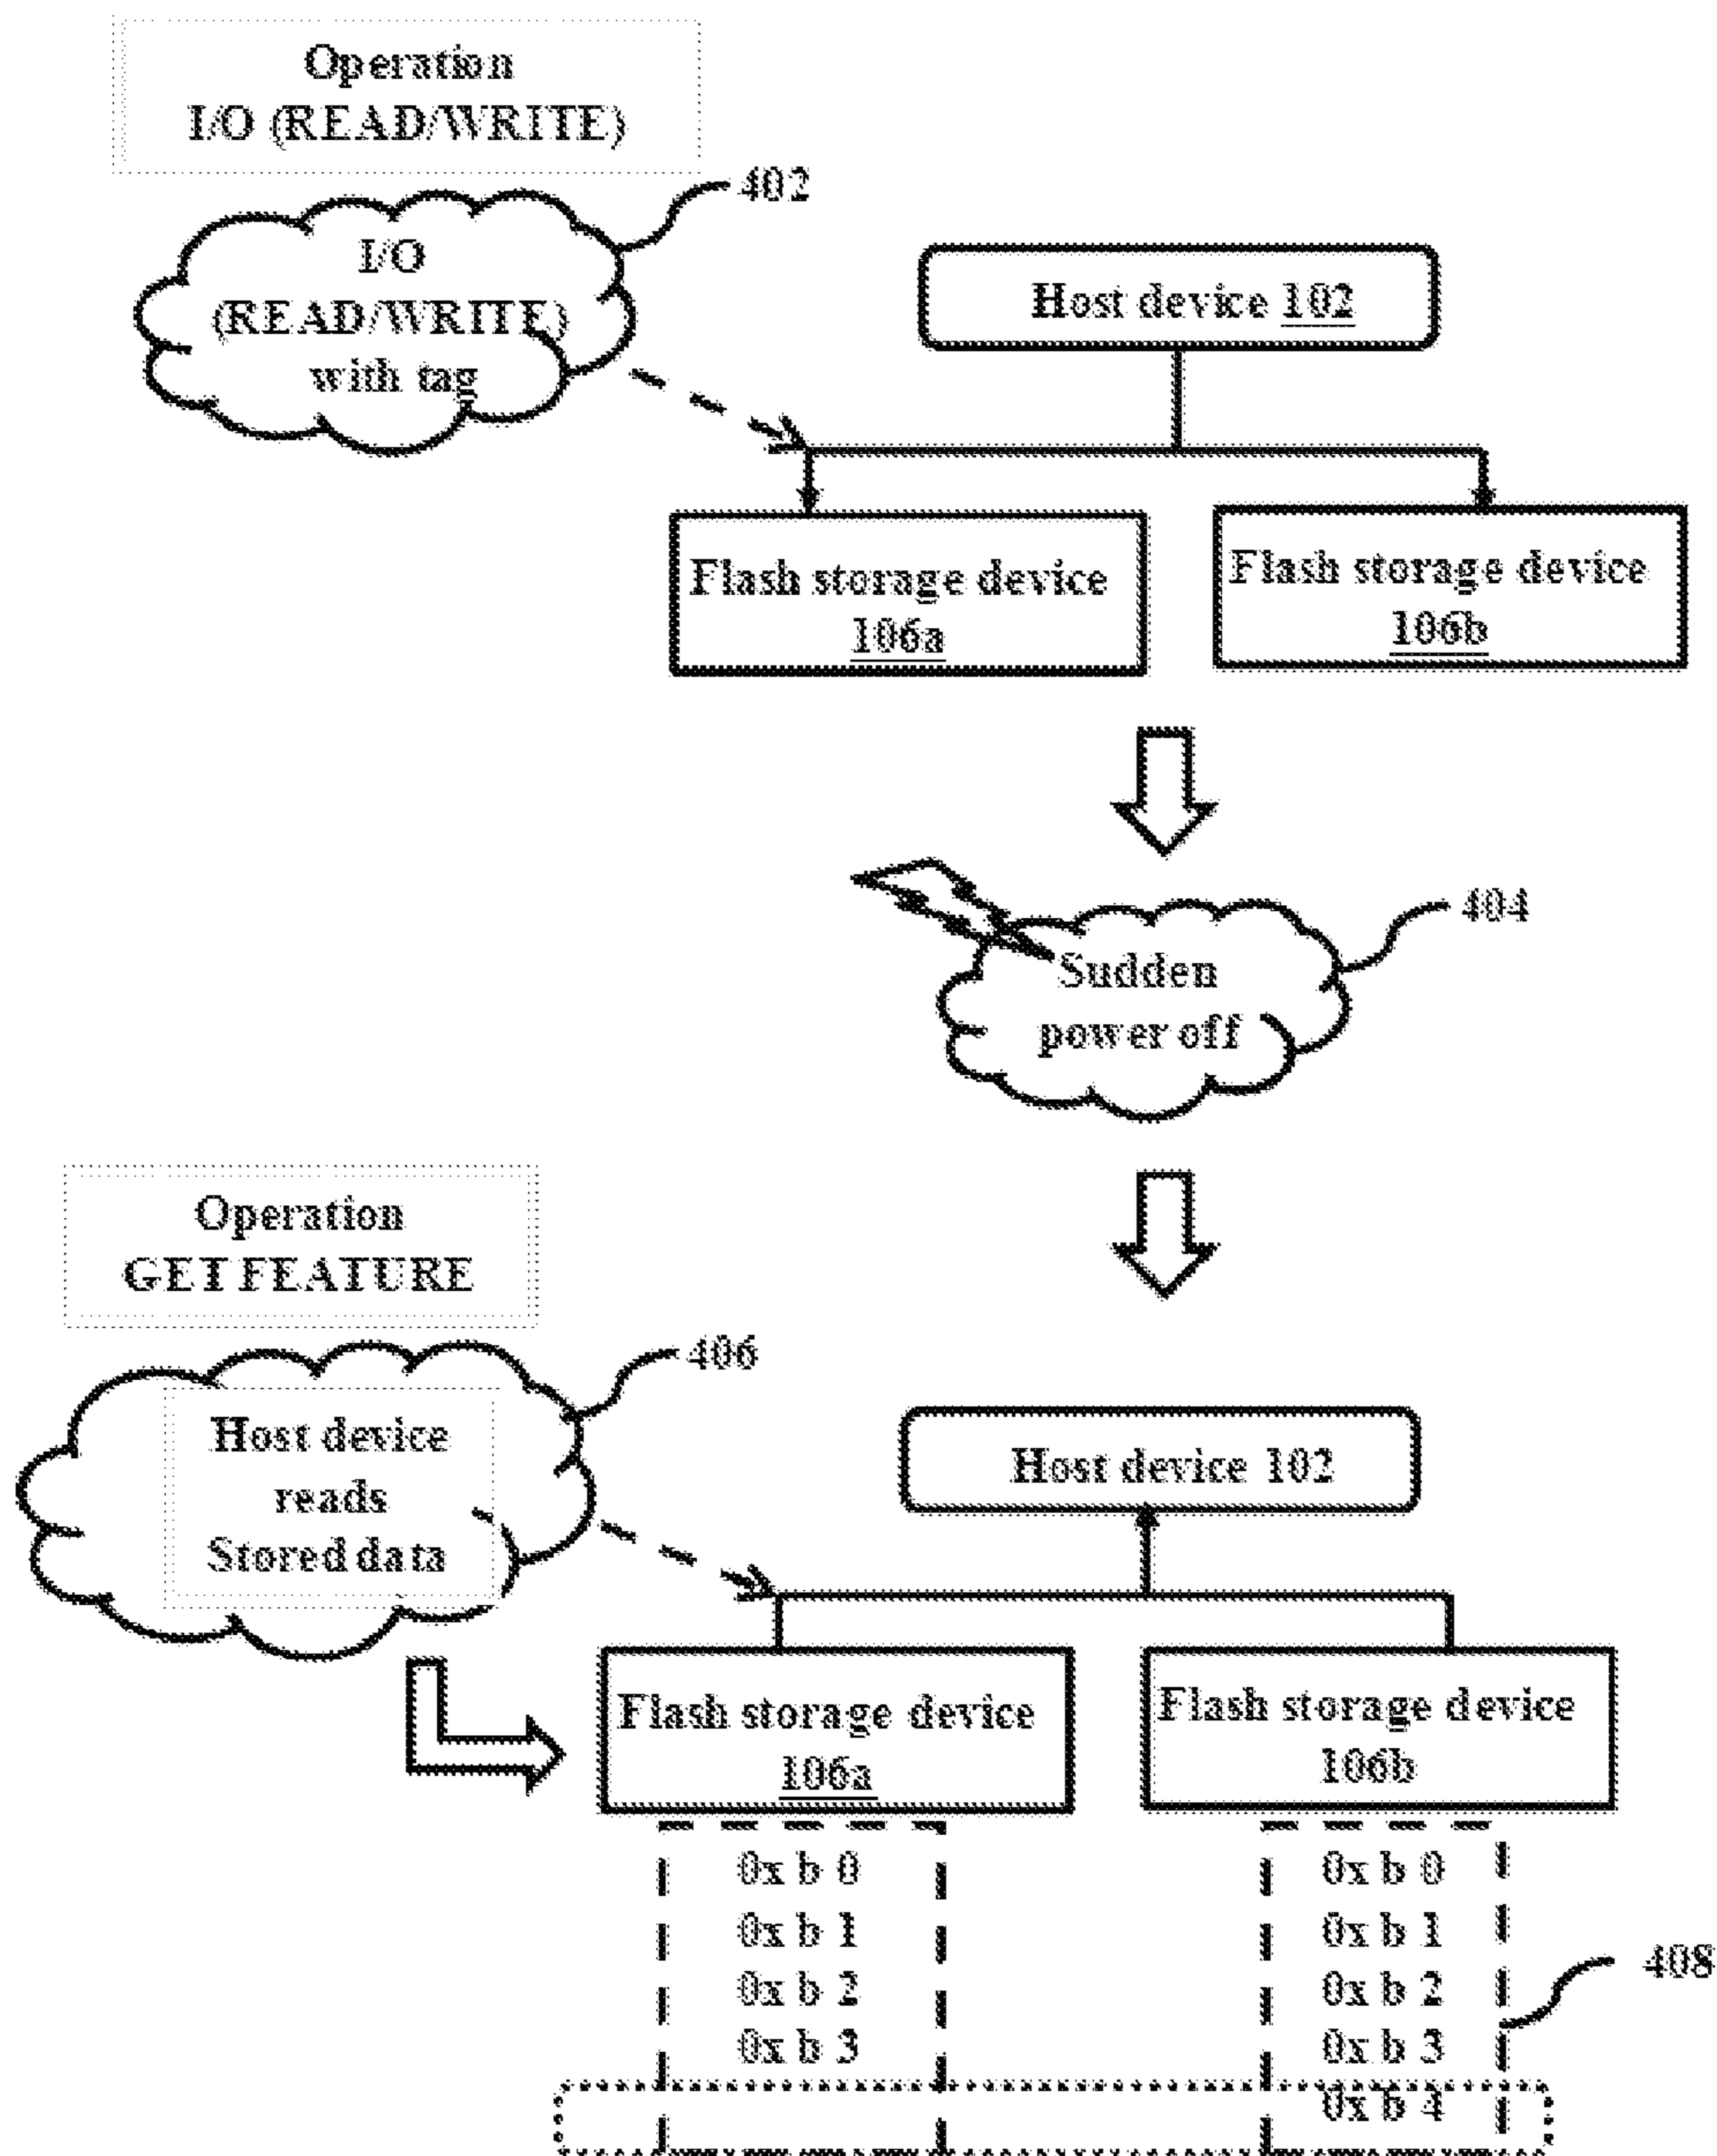 Operation
I/O (READ/WRITE)
402
I/O
(READ/WRITE)
with tag
Host device 102
Flash storage device
106a
Flash storage device
106b
404
Sudden
power off
Operation
GET FEATURE
406
Host device
reads
Stored data
Host device 102
Flash storage device
106a
Flash storage device
106b
0x b 0
0x b 1
0x b 2
0x b 3
0x b 0
0x b 1
0x b 2
0x b 3
0x b 4
408